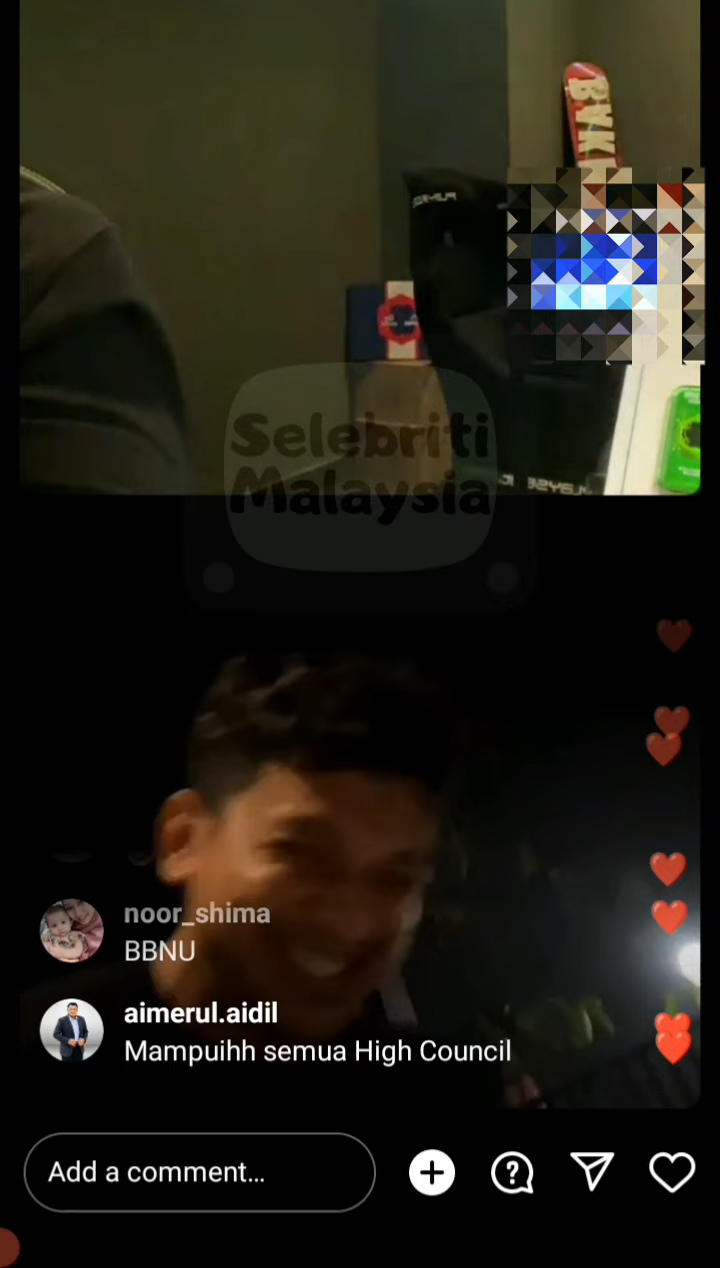 Selebriti
Malaysia
noor_shima
BBNU
aimerul.aidil
Mampuihh semua High Council
Add a comment...